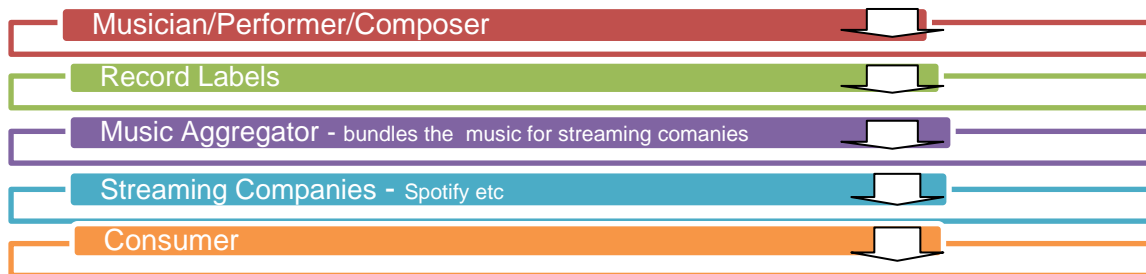 Musician/Performer/Composer
Record Labels
Music Aggregator - bundles the music for streaming comanies
Streaming Companies - Spotify etc
Consumer